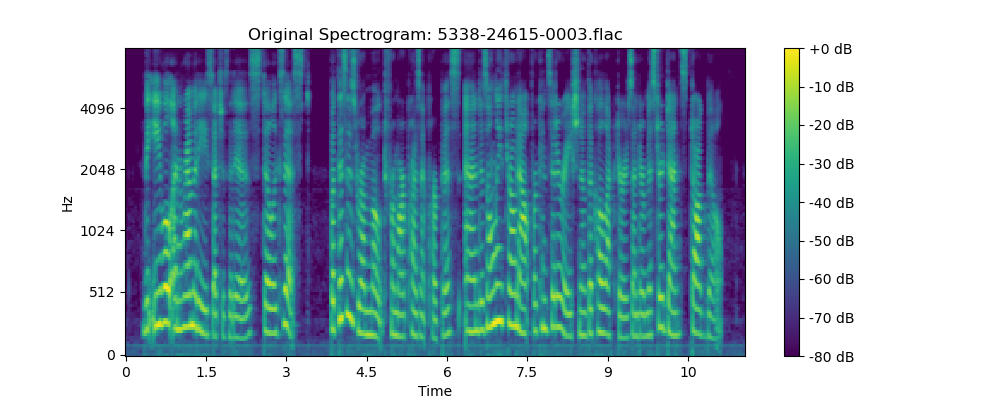 Original Spectrogram: 5338-24615-0003.flac
Hz
4096
2048
1024
512
0
0 1.5 3 4.5 6 7.5 9 10
Time
+0 dB
-10 dB
-20 dB
-30 dB
-40 dB
-50 dB
-60 dB
-70 dB
-80 dB